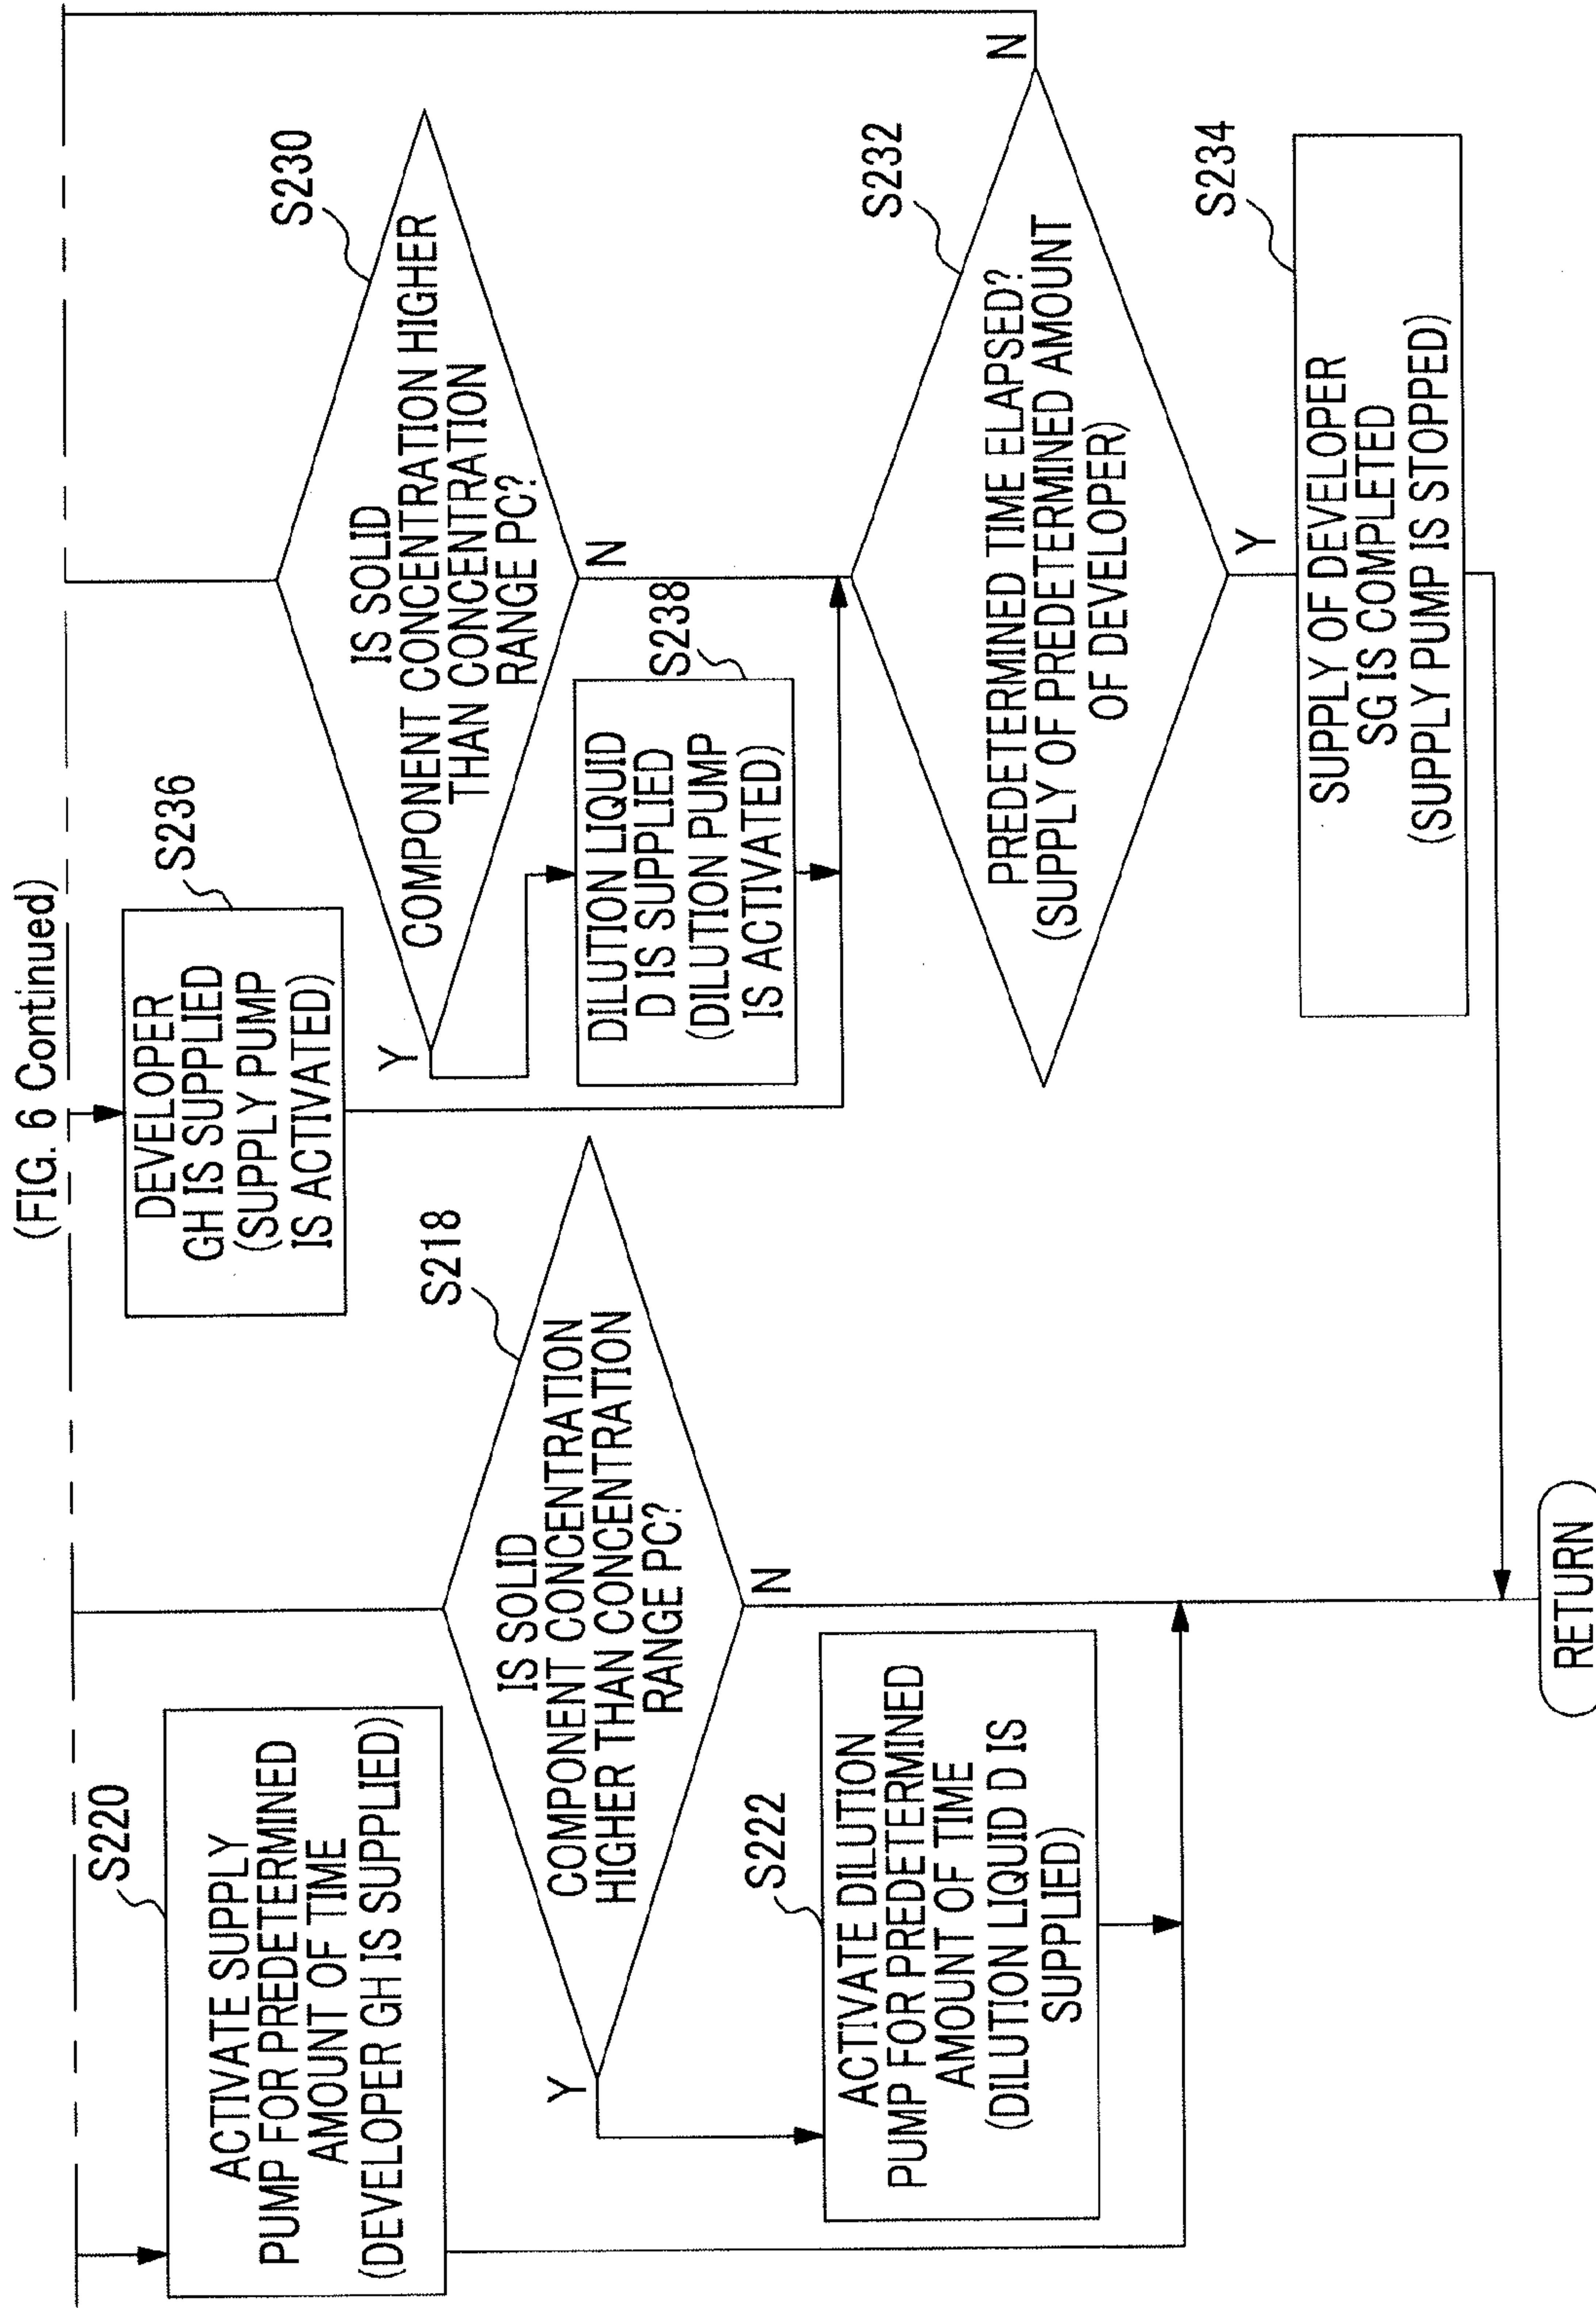 (FIG. 6 Continued)
S220
ACTIVATE SUPPLY
PUMP FOR PREDETERMINED
AMOUNT OF TIME
(DEVELOPER GH IS SUPPLIED)
S218
IS SOLID
COMPONENT CONCENTRATION
HIGHER THAN CONCENTRATION
RANGE PC?
Y
N
S222
ACTIVATE DILUTION
PUMP FOR PREDETERMINED
AMOUNT OF TIME
(DILUTION LIQUID D IS
SUPPLIED)
S236
DEVELOPER
GH IS SUPPLIED
(SUPPLY PUMP
IS ACTIVATED)
S230
IS SOLID
COMPONENT CONCENTRATION HIGHER
THAN CONCENTRATION
RANGE PC?
Y
N
S238
DILUTION LIQUID
D IS SUPPLIED
(DILUTION PUMP
IS ACTIVATED)
S232
PREDETERMINED TIME ELAPSED?
(SUPPLY OF PREDETERMINED AMOUNT
OF DEVELOPER)
N
Y
S234
SUPPLY OF DEVELOPER
SG IS COMPLETED
(SUPPLY PUMP IS STOPPED)
RETURN